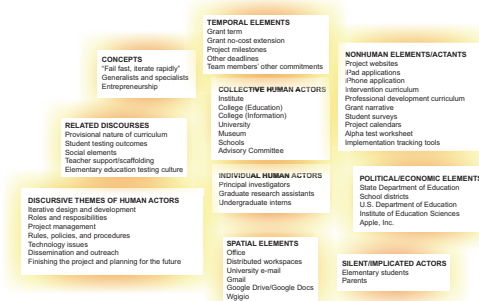 TEMPORAL ELEMENTS
Grant term
Grant no-cost extension
Project milestones
Other deadlines
Team members' other commitments
CONCEPTS
"Fail fast, iterate rapidly"
Generalists and specialists
Entrepreneurship
NONHUMAN ELEMENTS/ACTANTS
Project websites
iPad applications
iPhone application
Intervention curriculum
Professional development curriculum
Grant narrative
Student surveys
Project calendars
Alpha test worksheet
Implementation tracking tools
COLLECTIVE HUMAN ACTORS
Institute
College (Education)
College (Information)
University
Museum
Schools
Advisory Committee
RELATED DISCOURSES
Provisional nature of curriculum
Student testing outcomes
Social elements
Teacher support/scaffolding
Elementary education testing culture
INDIVIDUAL HUMAN ACTORS
Principal investigators
Graduate research assistants
Undergraduate interns
POLITICAL/ECONOMIC ELEMENTS
State Department of Education
School districts
U.S. Department of Education
Institute of Education Sciences
Apple, Inc.
DISCURSIVE THEMES OF HUMAN ACTORS
Iterative design and development
Roles and resposibilities
Project management
Rules, policies, and procedures
Technology issues
Dissemination and outreach
Finishing the project and planning for the future
SPATIAL ELEMENTS
Office
Distributed workspaces
University e-mail
Gmail
Google Drive/Google Docs
Wgigio
SILENT/IMPLICATED ACTORS
Elementary students
Parents